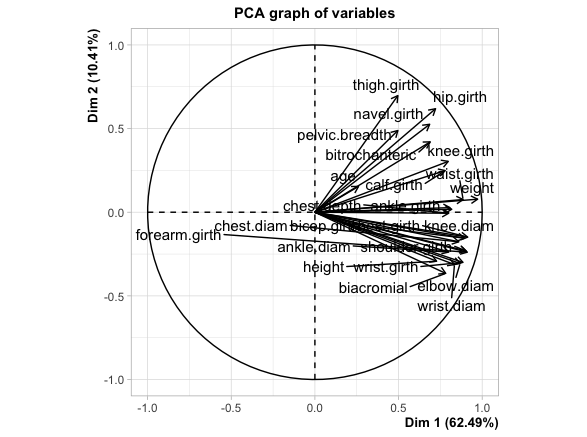 PCA graph of variables
Dim 2 (10.41%)
1.0
0.5
0.0
-0.5
-1.0
thigh.girth
hip.girth
navel.girth
pelvic.breadth
bitrochanteric
knee.girth
age
waist.girth
calf.girth
weight
chest.depth
ankle.girth
chest.diam
bicep.girth
chest.girth
knee.diam
forearm.girth
ankle.diam
shoulder.girth
height
wrist.girth
biacromial
elbow.diam
wrist.diam
-1.0 -0.5 0.0 0.5 1.0
Dim 1 (62.49%)